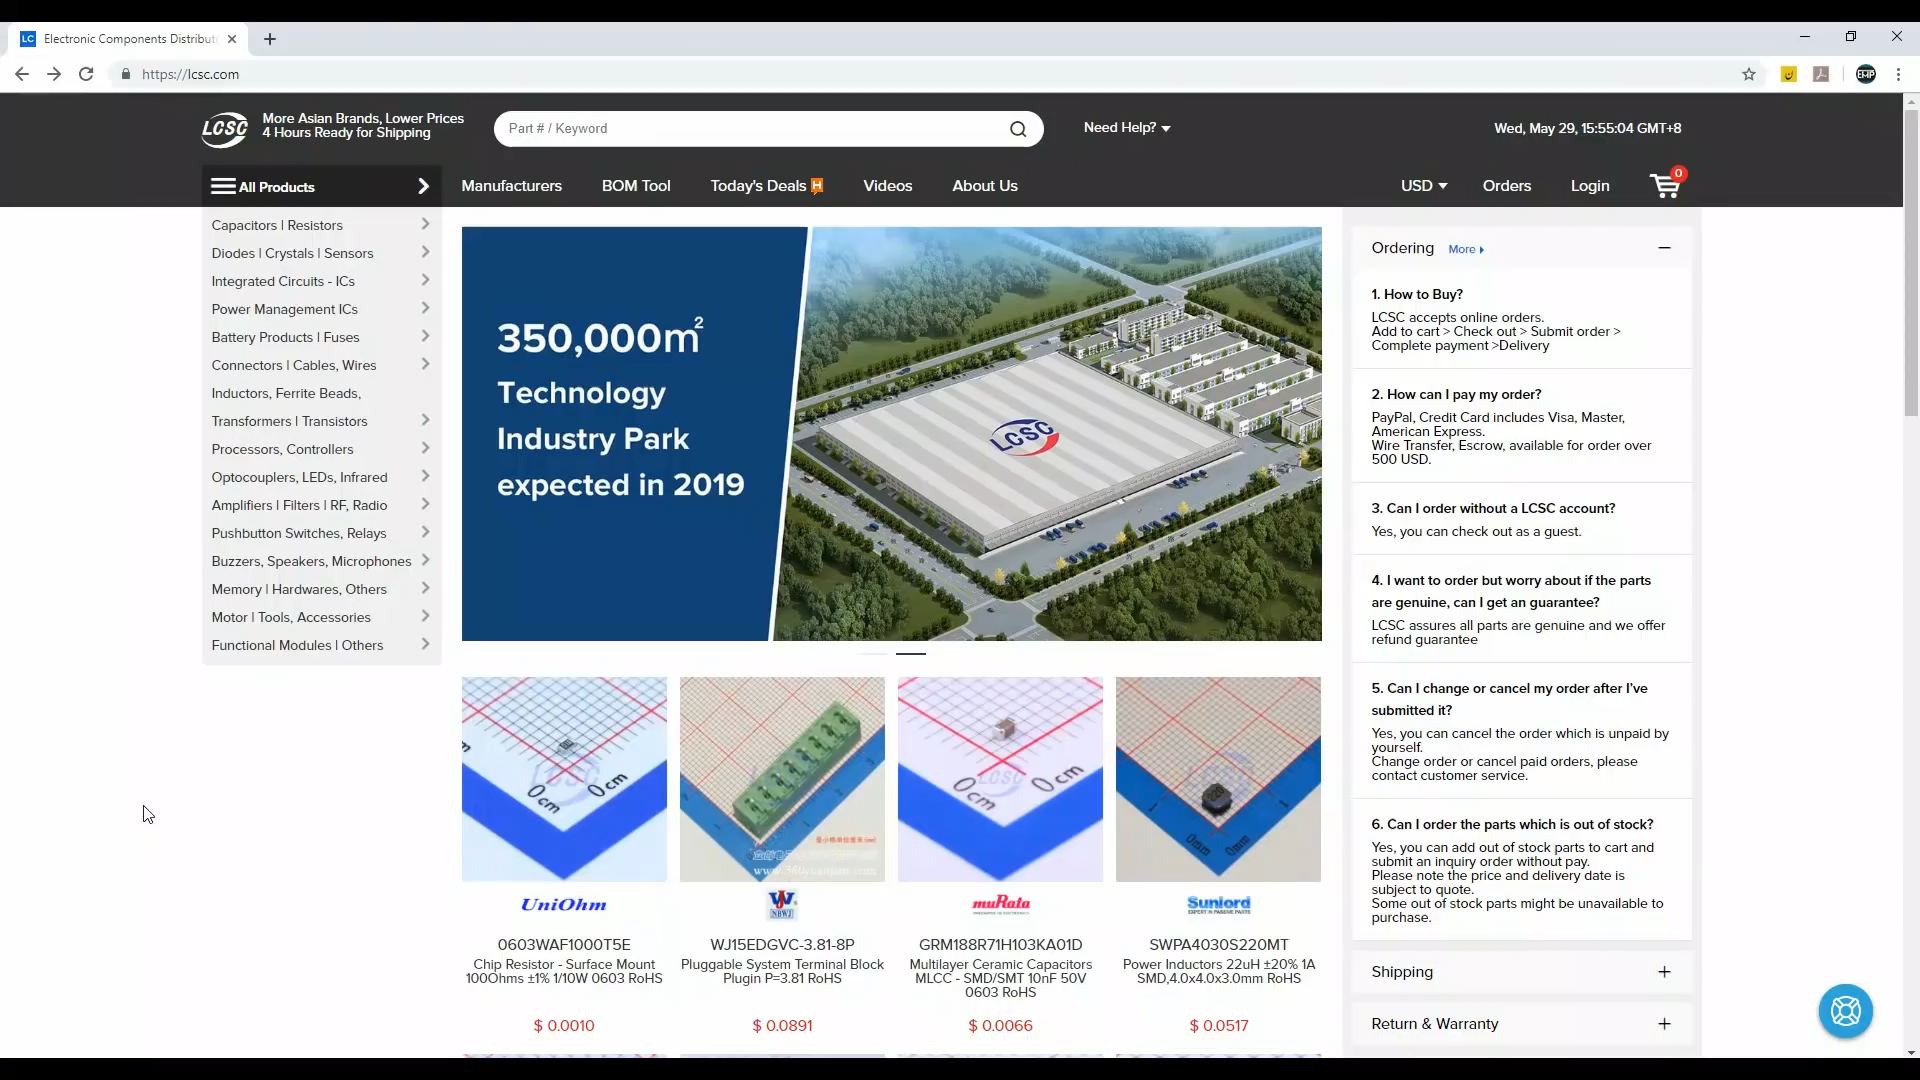 LC Electronic Components Distribut
https://lcsc.com
EMP
LCSC
More Asian Brands, Lower Prices
4 Hours Ready for Shipping
Part # / Keyword
Need Help?
Wed, May 29, 15:55:04 GMT+8
All Products
Manufacturers
BOM Tool
Today's Deals H
Videos
About Us
USD
Orders
Login
0
Capacitors | Resistors
Diodes | Crystals | Sensors
Integrated Circuits - ICs
Power Management ICs
Battery Products | Fuses
Connectors | Cables, Wires
Inductors, Ferrite Beads,
Transformers | Transistors
Processors, Controllers
Optocouplers, LEDs, Infrared
Amplifiers | Filters | RF, Radio
Pushbutton Switches, Relays
Buzzers, Speakers, Microphones
Memory | Hardwares, Others
Motor | Tools, Accessories
Functional Modules | Others
350,000m²
Technology
Industry Park
expected in 2019
LCSC
0 cm
0 cm
0mm
0mm
www.360yuanjian.com
UniOhm
0603WAF1000T5E
Chip Resistor - Surface Mount
100Ohms ±1% 1/10W 0603 RoHS
$ 0.0010
WJ
NBWJ
WJ15EDGVC-3.81-8P
Pluggable System Terminal Block
Plugin P=3.81 RoHS
$ 0.0891
muRata
GRM188R71H103KA01D
Multilayer Ceramic Capacitors
MLCC - SMD/SMT 10nF 50V
0603 RoHS
$ 0.0066
Sunlord
EXPERT IN PASSIVE PARTS
SWPA4030S220MT
Power Inductors 22uH ±20% 1A
SMD,4.0x4.0x3.0mm RoHS
$ 0.0517
Ordering More
1. How to Buy?
LCSC accepts online orders.
Add to cart > Check out > Submit order >
Complete payment >Delivery
2. How can I pay my order?
PayPal, Credit Card includes Visa, Master,
American Express.
Wire Transfer, Escrow, available for order over
500 USD.
3. Can I order without a LCSC account?
Yes, you can check out as a guest.
4. I want to order but worry about if the parts
are genuine, can I get an guarantee?
LCSC assures all parts are genuine and we offer
refund guarantee
5. Can I change or cancel my order after I've
submitted it?
Yes, you can cancel the order which is unpaid by
yourself.
Change order or cancel paid orders, please
contact customer service.
6. Can I order the parts which is out of stock?
Yes, you can add out of stock parts to cart and
submit an inquiry order without pay.
Please note the price and delivery date is
subject to quote.
Some out of stock parts might be unavailable to
purchase.
Shipping
Return & Warranty